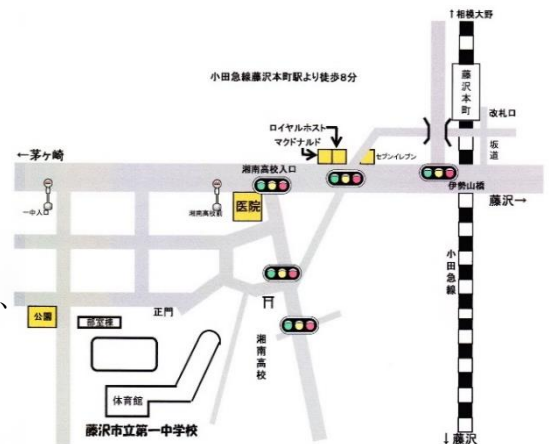 ↑相模大野
小田急線藤沢本町駅より徒歩8分
藤沢本町
改札口
ロイヤルホスト
マクドナルド
セブンイレブン
坂道
←茅ヶ崎
湘南高校入口
伊勢山橋
藤沢→
一中入口
湘南高校前
医院
小田急線
、
公園
正門
部室棟
湘南高校
体育館
藤沢市立第一中学校
↓藤沢